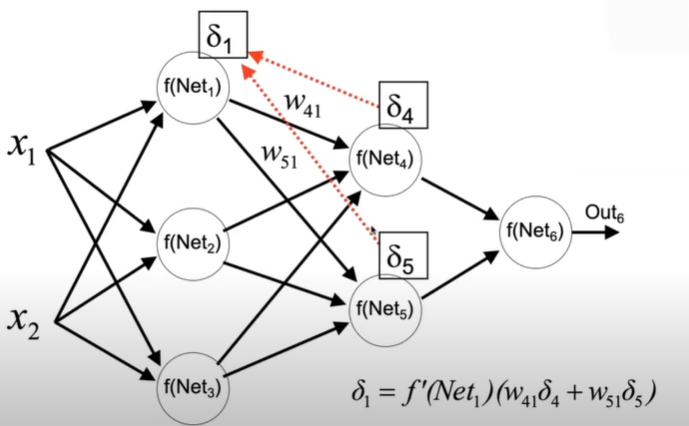 δ₁
f(Net₁)
w₄₁
δ₄
x₁
w₅₁
f(Net₄)
Out₆
f(Net₂)
f(Net₆)
δ₅
x₂
f(Net₅)
f(Net₃)
δ₁ = f'(Net₁)(w₄₁δ₄ + w₅₁δ₅)